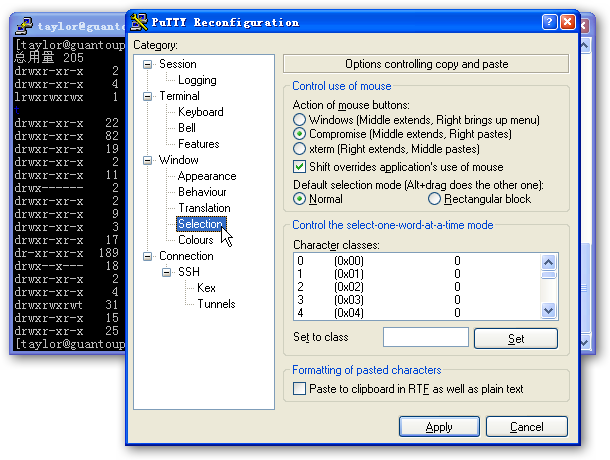 taylor@guantou
PuTTY Reconfiguration
[taylor@guantoup
总用量 205
drwxr-xr-x 2
drwxr-xr-x 4
lrwxrwxrwx 1
t
drwxr-xr-x 22
drwxr-xr-x 82
drwxr-xr-x 19
drwxr-xr-x 2
drwxr-xr-x 11
drwx------ 2
drwxr-xr-x 2
drwxr-xr-x 9
drwxr-xr-x 3
drwxr-xr-x 17
dr-xr-xr-x 189
drwx--x--- 18
drwxr-xr-x 2
drwxr-xr-x 4
drwxrwxrwt 31
drwxr-xr-x 15
drwxr-xr-x 25
[taylor@guantoup
Category:
Session
Logging
Terminal
Keyboard
Bell
Features
Window
Appearance
Behaviour
Translation
Selection
Colours
Connection
SSH
Kex
Tunnels
Options controlling copy and paste
Control use of mouse
Action of mouse buttons:
Windows (Middle extends, Right brings up menu)
Compromise (Middle extends, Right pastes)
xterm (Right extends, Middle pastes)
Shift overrides application's use of mouse
Default selection mode (Alt+drag does the other one):
Normal Rectangular block
Control the select-one-word-at-a-time mode
Character classes:
0 (0x00) 0
1 (0x01) 0
2 (0x02) 0
3 (0x03) 0
4 (0x04) 0
Set to class Set
Formatting of pasted characters
Paste to clipboard in RTF as well as plain text
Apply Cancel